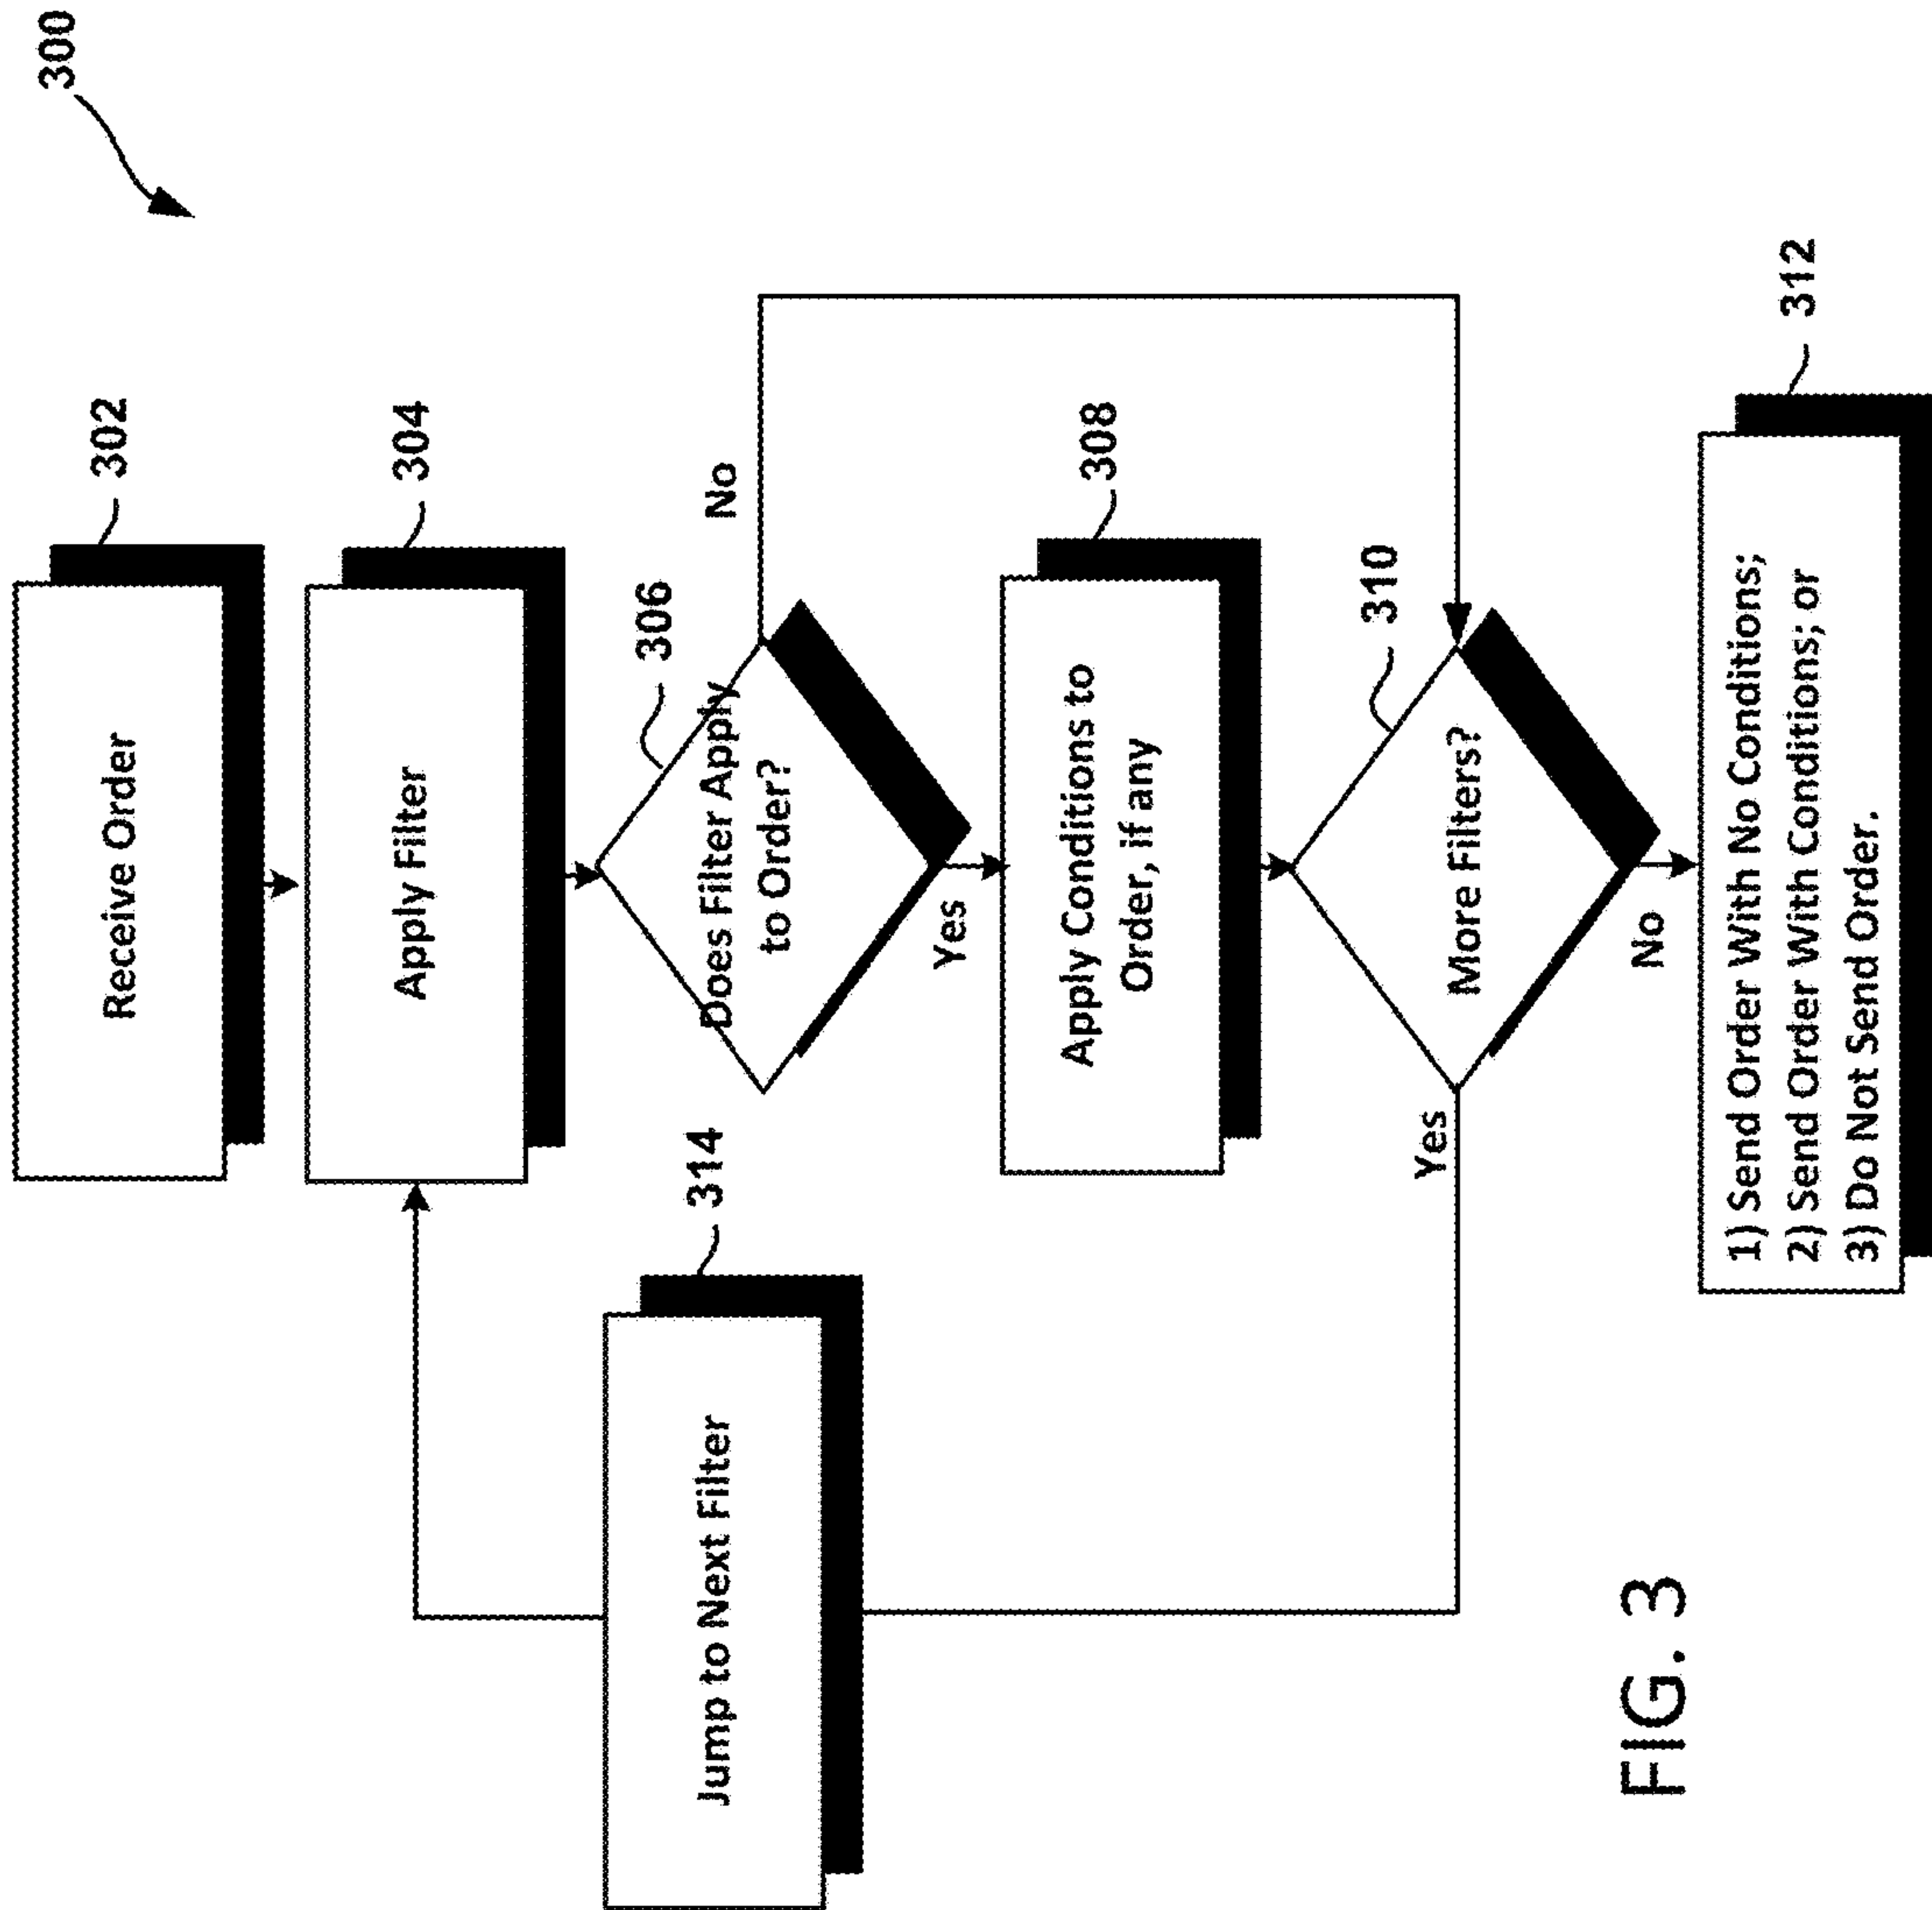 300
Receive Order
302
Apply Filter
304
Does Filter Apply
to Order?
306
No
Yes
Apply Conditions to
Order, if any
308
More Filters?
310
Yes
No
Jump to Next Filter
314
1) Send Order With No Conditions;
2) Send Order With Conditions; or
3) Do Not Send Order.
312
FIG. 3